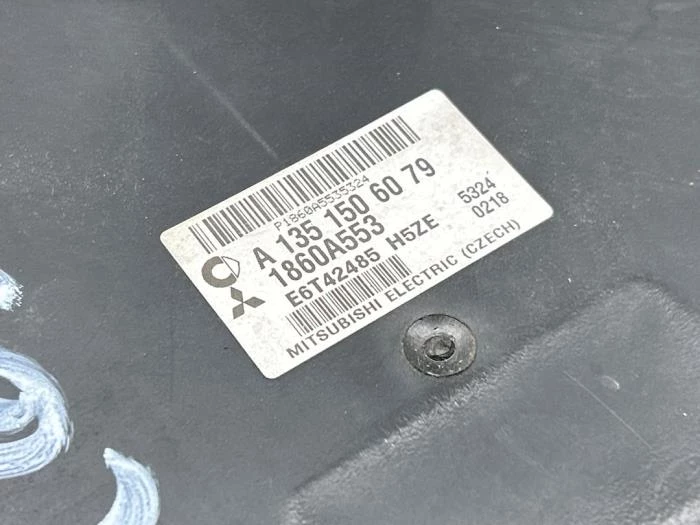 P1860A5535324
A 135 150 60 79
1860A553
E6T42485 H5ZE
5324
0218
MITSUBISHI ELECTRIC (CZECH)